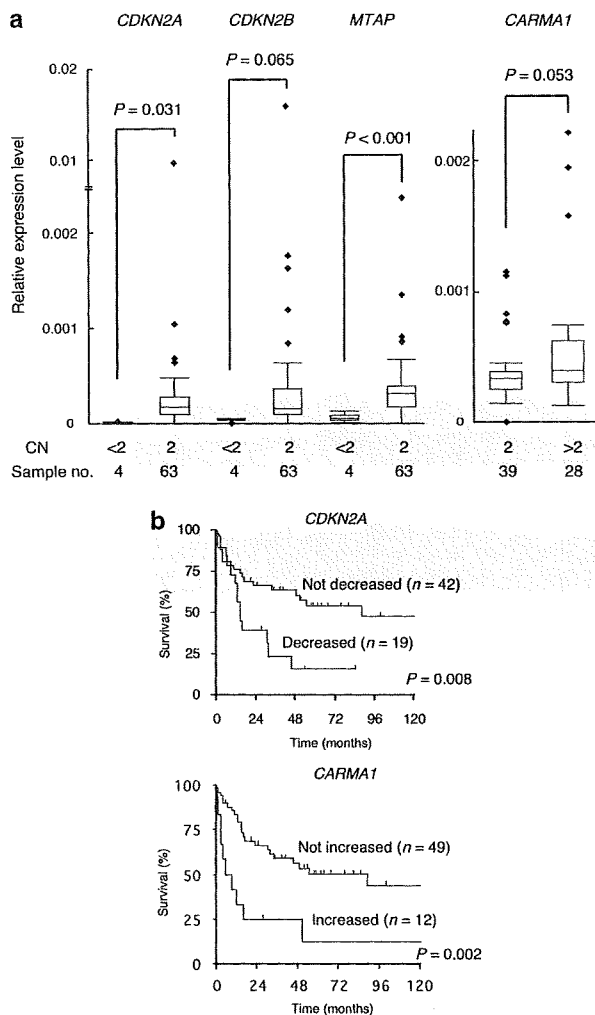 a
CDKN2A CDKN2B MTAP CARMA1
P = 0.031
P = 0.065
P < 0.001
P = 0.053
Relative expression level
0.02
0.01
0.002
0.001
0
0.002
0.001
0
CN <2 2 <2 2 <2 2 2 >2
Sample no. 4 63 4 63 4 63 39 28
b
CDKN2A
Survival (%)
100
75
50
25
0
Not decreased (n = 42)
Decreased (n = 19)
P = 0.008
0 24 48 72 96 120
Time (months)
CARMA1
Survival (%)
100
75
50
25
0
Not increased (n = 49)
Increased (n = 12)
P = 0.002
0 24 48 72 96 120
Time (months)